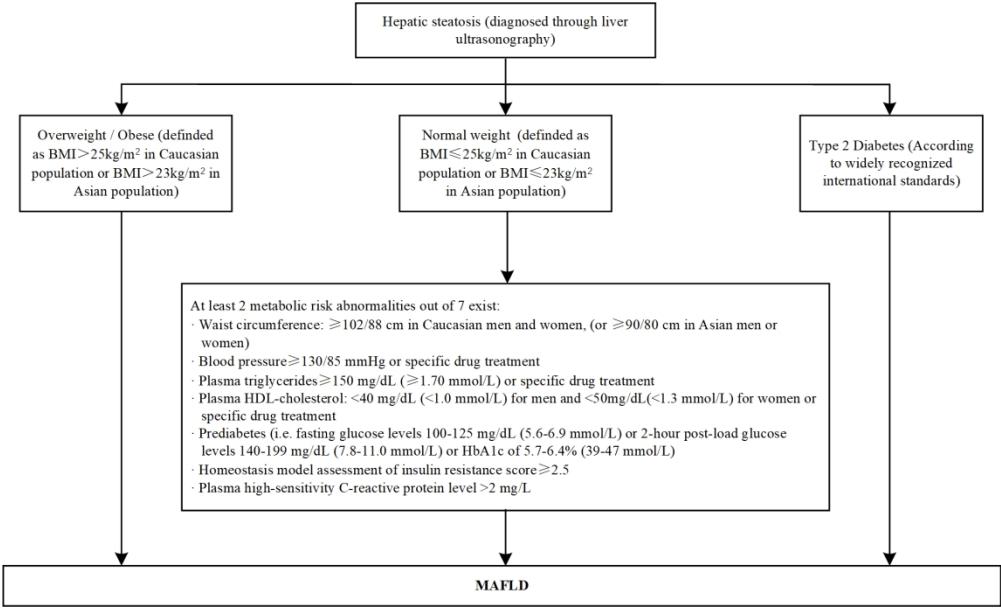 Hepatic steatosis (diagnosed through liver
ultrasonography)
Overweight / Obese (definded
as BMI>25kg/m² in Caucasian
population or BMI>23kg/m² in
Asian population)
Normal weight (definded as
BMI≤25kg/m² in Caucasian
population or BMI≤23kg/m²
in Asian population)
Type 2 Diabetes (According
to widely recognized
international standards)
At least 2 metabolic risk abnormalities out of 7 exist:
· Waist circumference: ≥102/88 cm in Caucasian men and women, (or ≥90/80 cm in Asian men or
women)
· Blood pressure≥130/85 mmHg or specific drug treatment
· Plasma triglycerides≥150 mg/dL (≥1.70 mmol/L) or specific drug treatment
· Plasma HDL-cholesterol: <40 mg/dL (<1.0 mmol/L) for men and <50mg/dL(<1.3 mmol/L) for women or
specific drug treatment
· Prediabetes (i.e. fasting glucose levels 100-125 mg/dL (5.6-6.9 mmol/L) or 2-hour post-load glucose
levels 140-199 mg/dL (7.8-11.0 mmol/L) or HbA1c of 5.7-6.4% (39-47 mmol/L)
· Homeostasis model assessment of insulin resistance score≥2.5
· Plasma high-sensitivity C-reactive protein level >2 mg/L
MAFLD